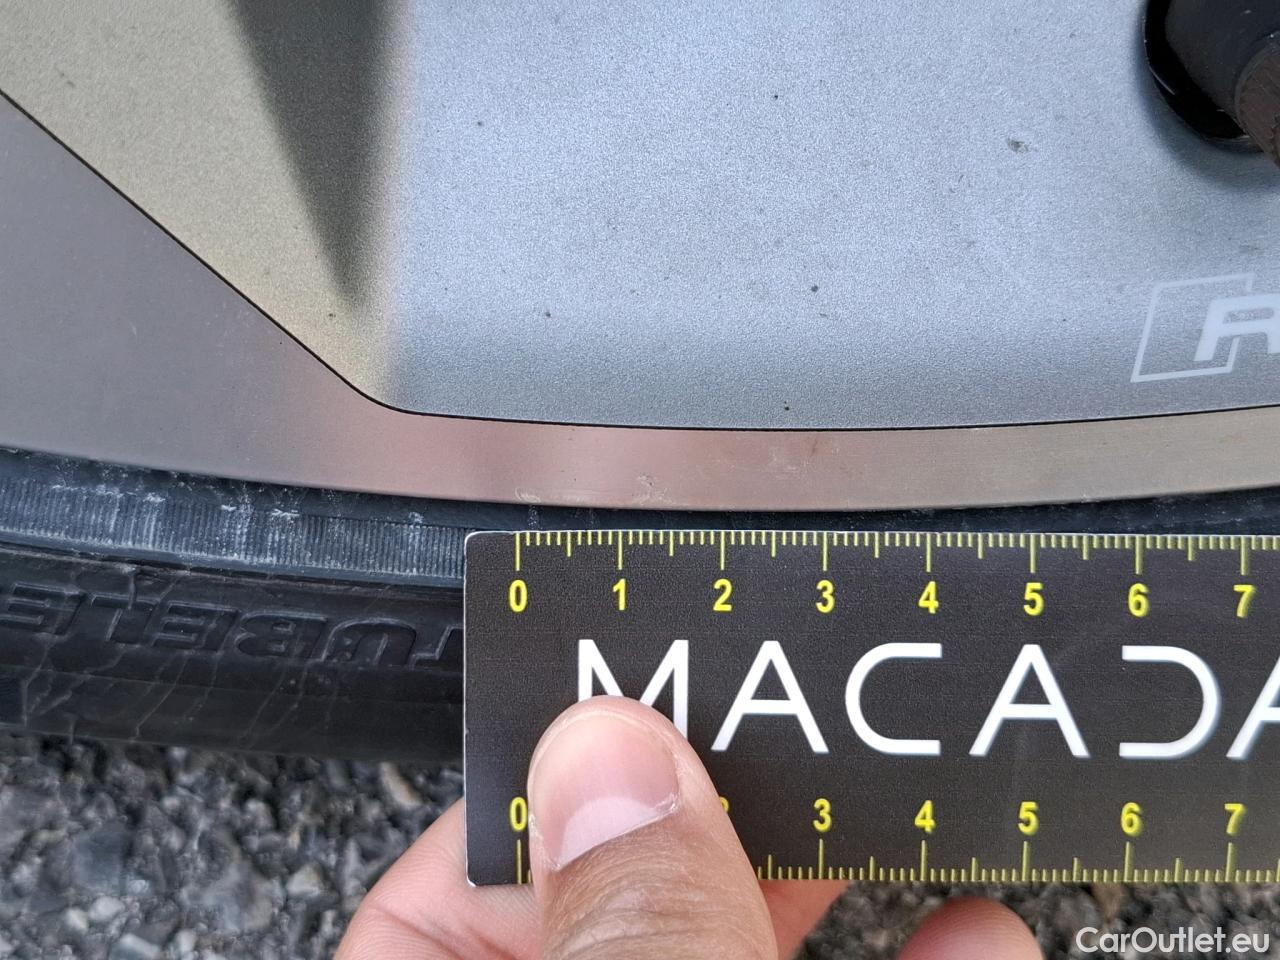 R
TUBELE
0 1 2 3 4 5 6 7
MACADA
0 3 4 5 6 7
CarOutlet.eu